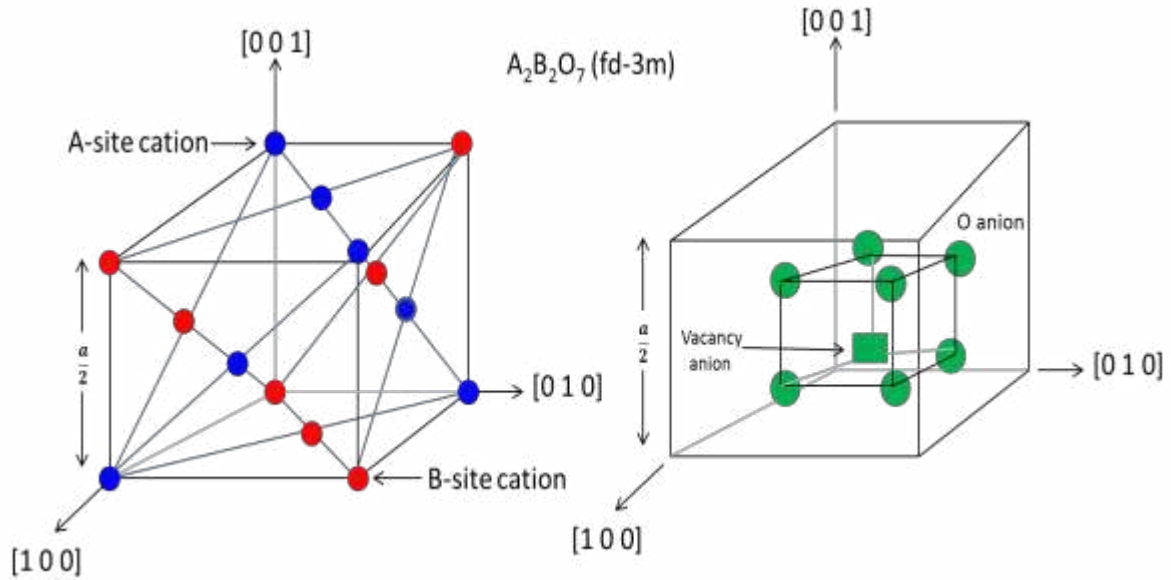 [0 0 1]
A₂B₂O₇ (fd-3m)
[0 0 1]
A-site cation
O anion
a
2
Vacancy
anion
a
2
[0 1 0]
[0 1 0]
B-site cation
[1 0 0]
[1 0 0]